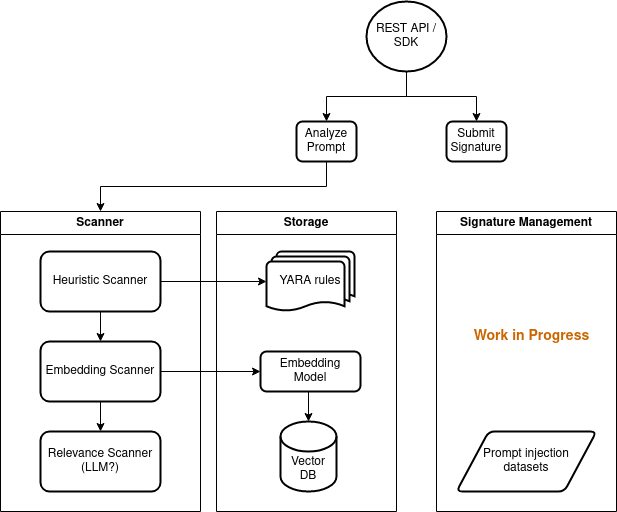 REST API /
SDK
Analyze
Prompt
Submit
Signature
Scanner
Storage
Signature Management
Heuristic Scanner
YARA rules
Work in Progress
Embedding Scanner
Embedding
Model
Relevance Scanner
(LLM?)
Vector
DB
Prompt injection
datasets